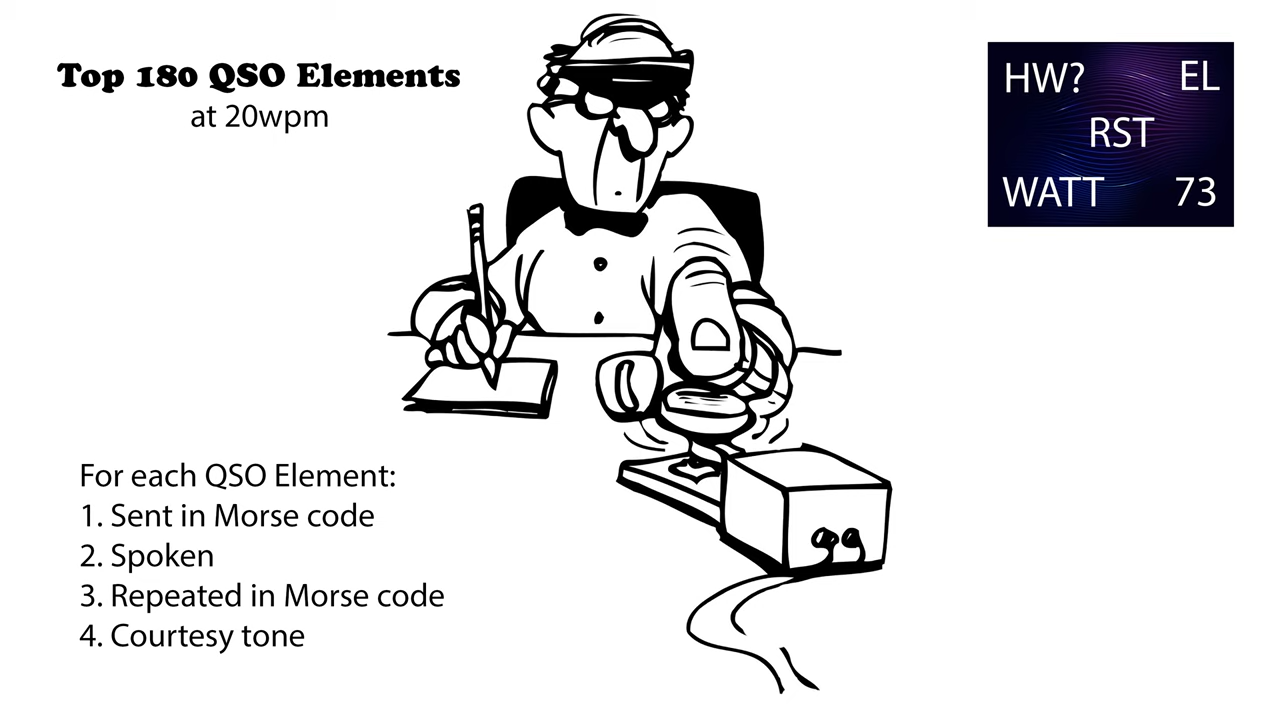 Top 180 QSO Elements
at 20wpm
HW? EL
RST
WATT 73
For each QSO Element:
1. Sent in Morse code
2. Spoken
3. Repeated in Morse code
4. Courtesy tone